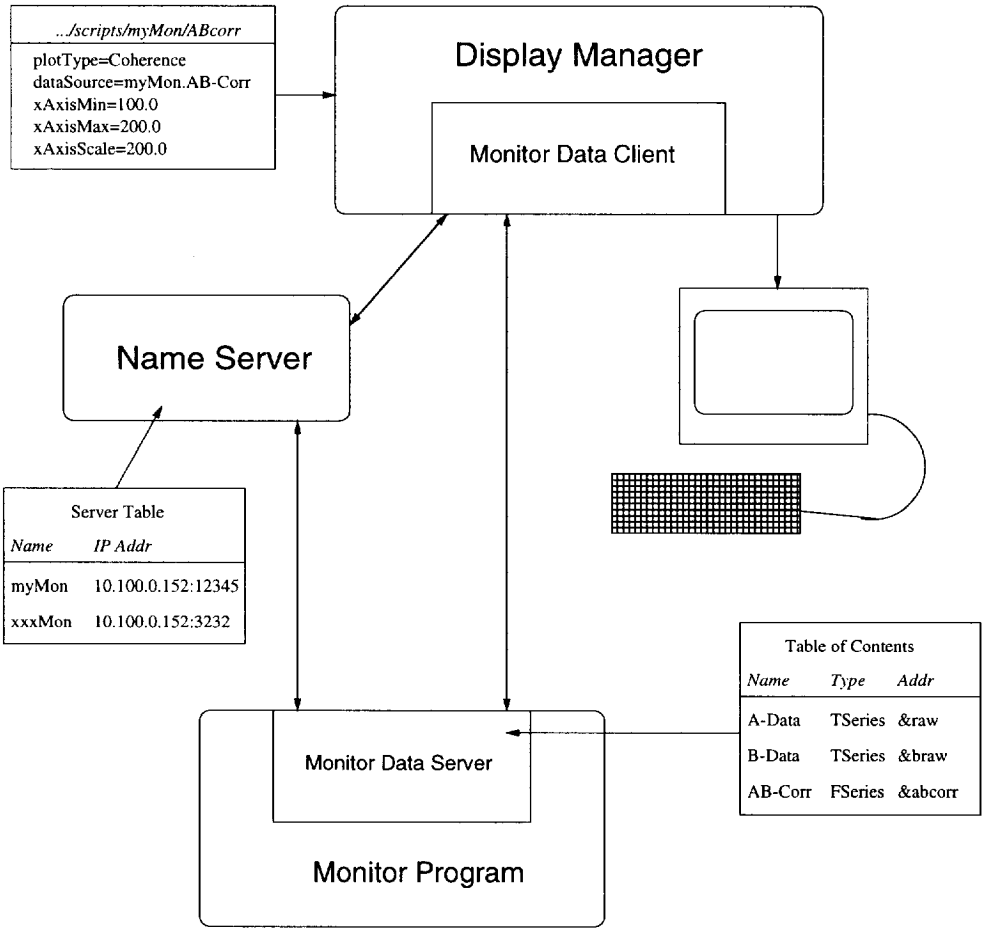 .../scripts/myMon/ABcorr
plotType=Coherence
dataSource=myMon.AB-Corr
xAxisMin=100.0
xAxisMax=200.0
xAxisScale=200.0
Display Manager
Monitor Data Client
Name Server
Server Table
Name IP Addr
myMon 10.100.0.152:12345
xxxMon 10.100.0.152:3232
Table of Contents
Name Type Addr
A-Data TSeries &raw
B-Data TSeries &braw
AB-Corr FSeries &abcorr
Monitor Data Server
Monitor Program